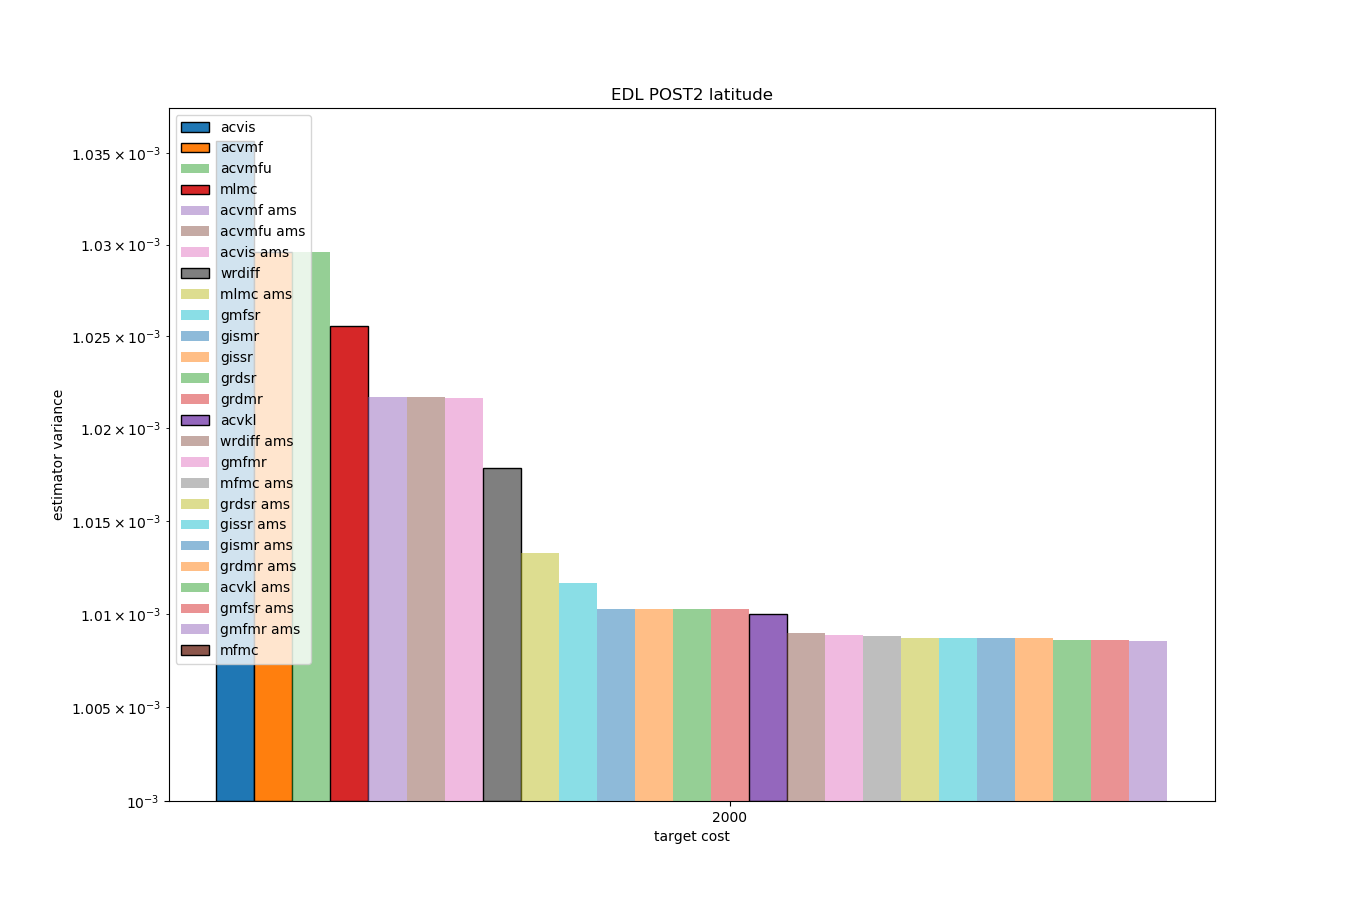 EDL POST2 latitude
estimator variance
1.035 × 10⁻³
1.03 × 10⁻³
1.025 × 10⁻³
1.02 × 10⁻³
1.015 × 10⁻³
1.01 × 10⁻³
1.005 × 10⁻³
10⁻³
acvis
acvmf
acvmfu
mlmc
acvmf ams
acvmfu ams
acvis ams
wrdiff
mlmc ams
gmfsr
gismr
gissr
grdsr
grdmr
acvkl
wrdiff ams
gmfmr
mfmc ams
grdsr ams
gissr ams
gismr ams
grdmr ams
acvkl ams
gmfsr ams
gmfmr ams
mfmc
2000
target cost